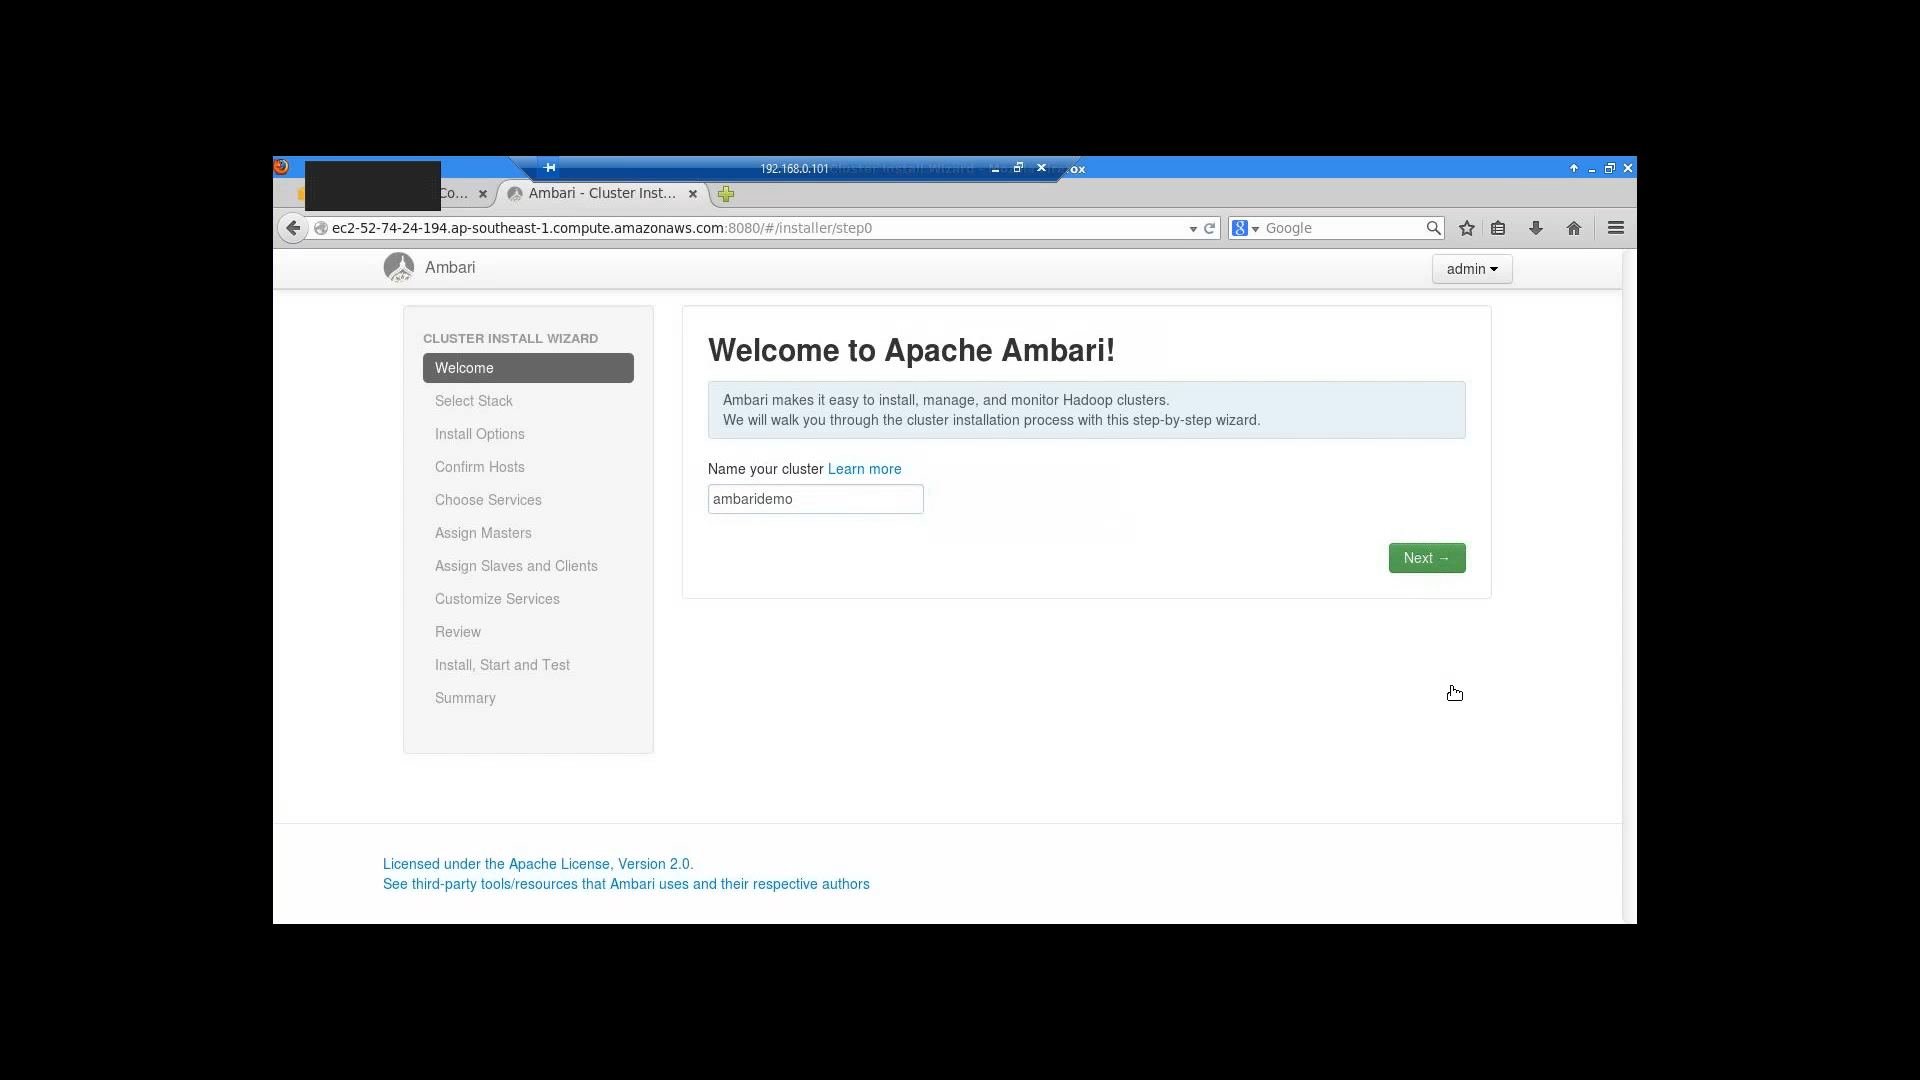 192.168.0.101
ox
Co...
Ambari - Cluster Inst...
ec2-52-74-24-194.ap-southeast-1.compute.amazonaws.com:8080/#/installer/step0
8 Google
Ambari
admin
CLUSTER INSTALL WIZARD
Welcome
Select Stack
Install Options
Confirm Hosts
Choose Services
Assign Masters
Assign Slaves and Clients
Customize Services
Review
Install, Start and Test
Summary
Welcome to Apache Ambari!
Ambari makes it easy to install, manage, and monitor Hadoop clusters.
We will walk you through the cluster installation process with this step-by-step wizard.
Name your cluster Learn more
ambaridemo
Next →
Licensed under the Apache License, Version 2.0.
See third-party tools/resources that Ambari uses and their respective authors